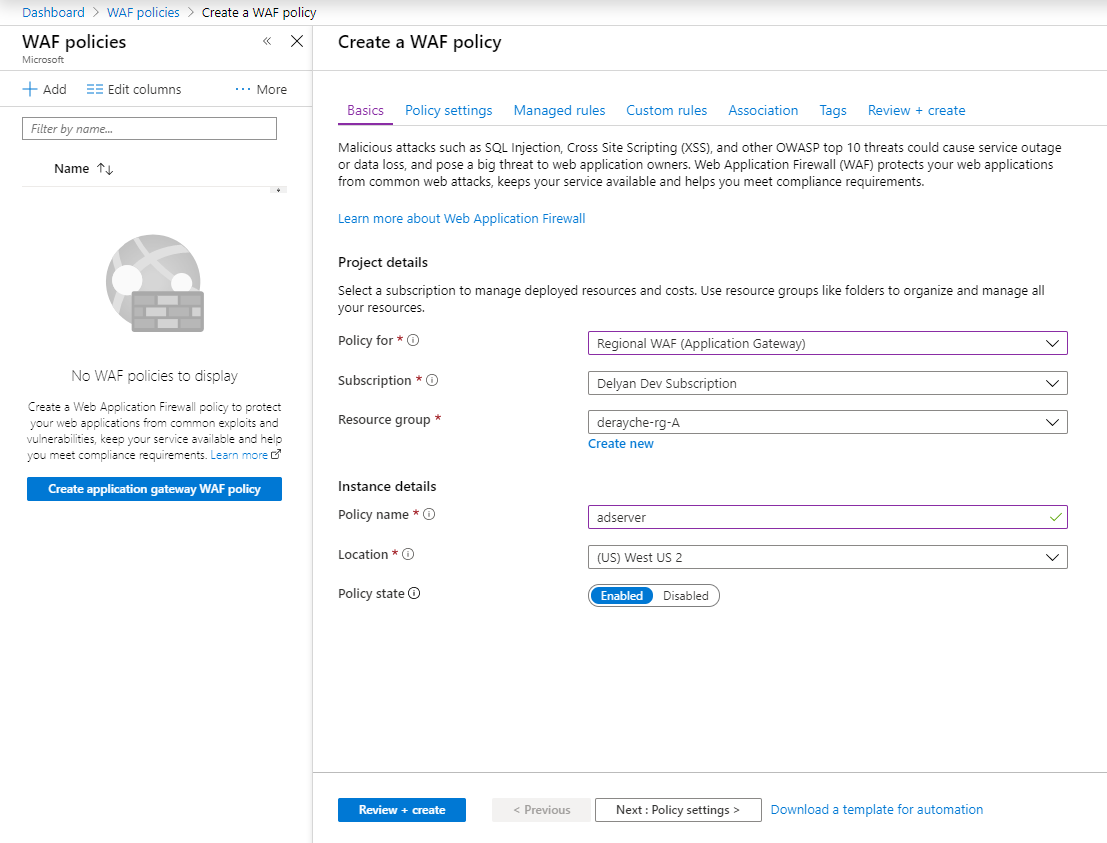 Dashboard > WAF policies > Create a WAF policy
WAF policies
Microsoft
Add Edit columns ··· More
Filter by name...
Name
No WAF policies to display
Create a Web Application Firewall policy to protect
your web applications from common exploits and
vulnerabilities, keep your service available and help
you meet compliance requirements. Learn more
Create application gateway WAF policy
Create a WAF policy
Basics Policy settings Managed rules Custom rules Association Tags Review + create
Malicious attacks such as SQL Injection, Cross Site Scripting (XSS), and other OWASP top 10 threats could cause service outage
or data loss, and pose a big threat to web application owners. Web Application Firewall (WAF) protects your web applications
from common web attacks, keeps your service available and helps you meet compliance requirements.
Learn more about Web Application Firewall
Project details
Select a subscription to manage deployed resources and costs. Use resource groups like folders to organize and manage all
your resources.
Policy for * Regional WAF (Application Gateway)
Subscription * Delyan Dev Subscription
Resource group * derayche-rg-A
Create new
Instance details
Policy name * adserver
Location * (US) West US 2
Policy state Enabled Disabled
Review + create < Previous Next : Policy settings > Download a template for automation